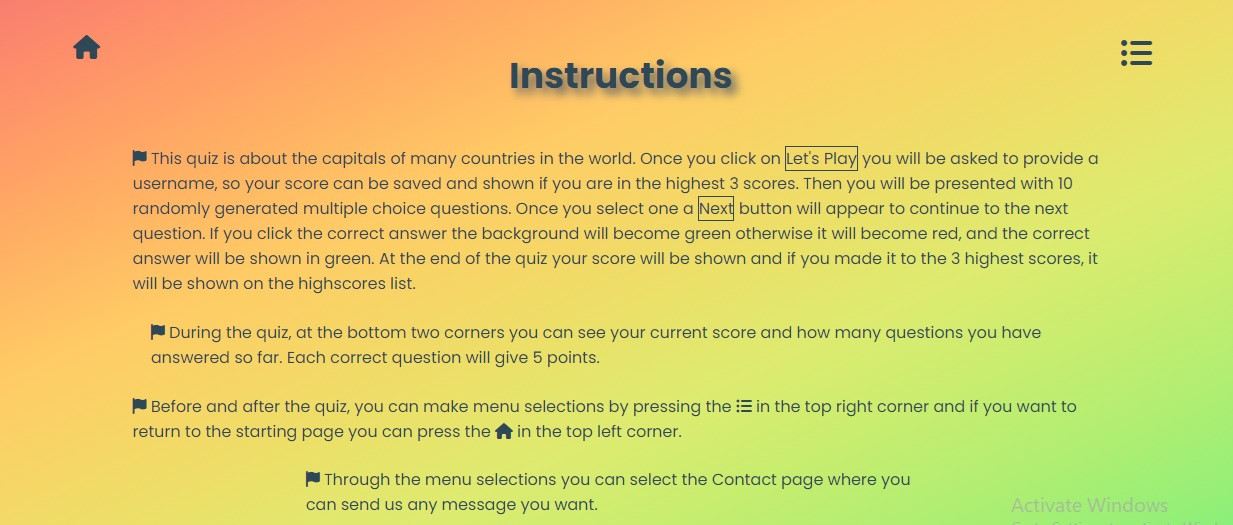 Instructions
This quiz is about the capitals of many countries in the world. Once you click on Let's Play you will be asked to provide a
username, so your score can be saved and shown if you are in the highest 3 scores. Then you will be presented with 10
randomly generated multiple choice questions. Once you select one a Next button will appear to continue to the next
question. If you click the correct answer the background will become green otherwise it will become red, and the correct
answer will be shown in green. At the end of the quiz your score will be shown and if you made it to the 3 highest scores, it
will be shown on the highscores list.
During the quiz, at the bottom two corners you can see your current score and how many questions you have
answered so far. Each correct question will give 5 points.
Before and after the quiz, you can make menu selections by pressing the in the top right corner and if you want to
return to the starting page you can press the in the top left corner.
Through the menu selections you can select the Contact page where you
can send us any message you want.
Activate Windows